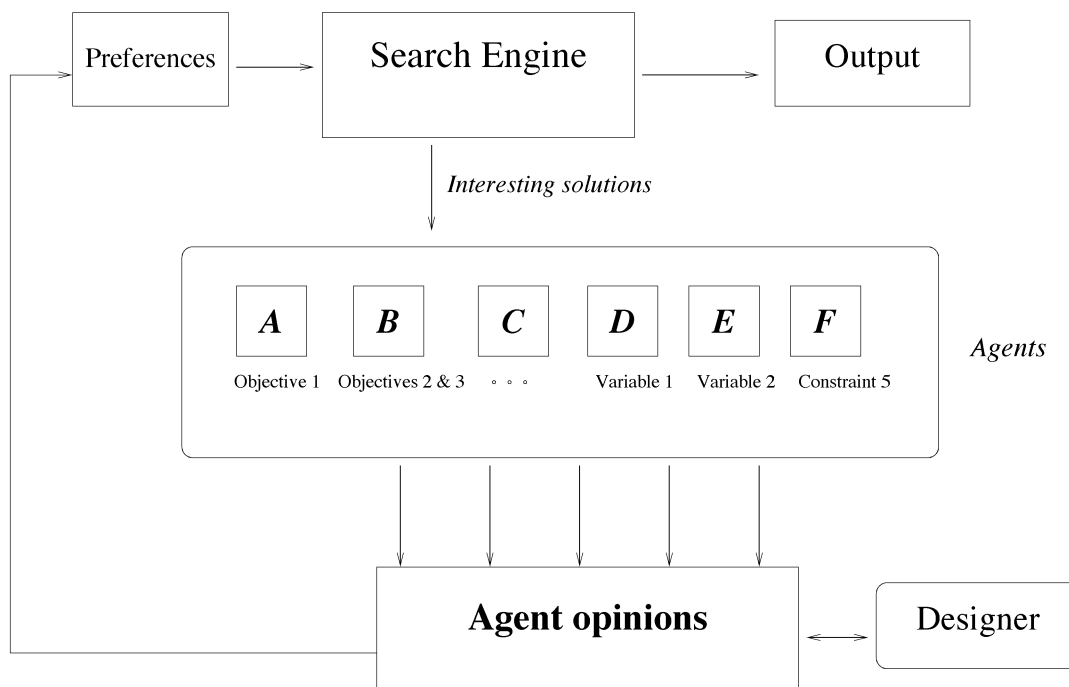 Preferences
Search Engine
Output
Interesting solutions
A
B
C
D
E
F
Agents
Objective 1
Objectives 2 & 3
∘ ∘ ∘
Variable 1
Variable 2
Constraint 5
Agent opinions
Designer